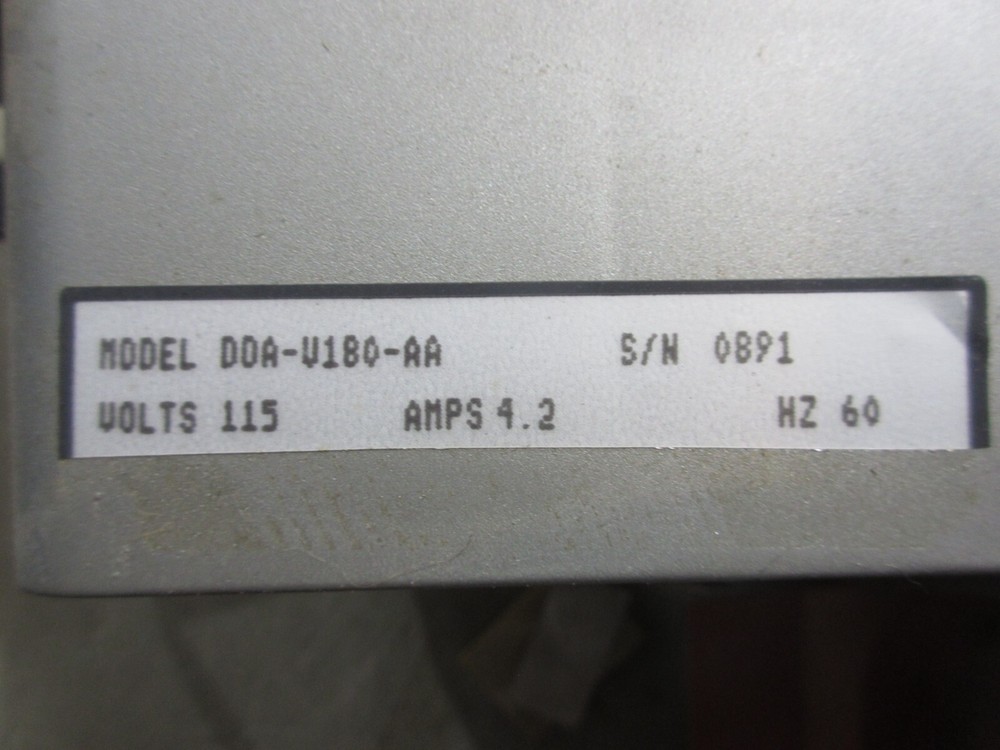 MODEL DDA-V180-AA S/N 0891
VOLTS 115 AMPS 4.2 HZ 60